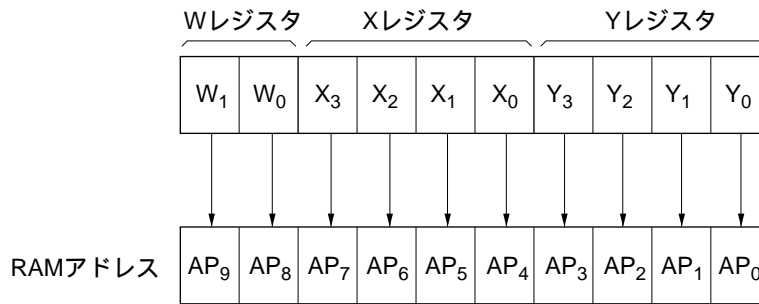 Wレジスタ Xレジスタ Yレジスタ
W₁ W₀ X₃ X₂ X₁ X₀ Y₃ Y₂ Y₁ Y₀
RAMアドレス AP₉ AP₈ AP₇ AP₆ AP₅ AP₄ AP₃ AP₂ AP₁ AP₀